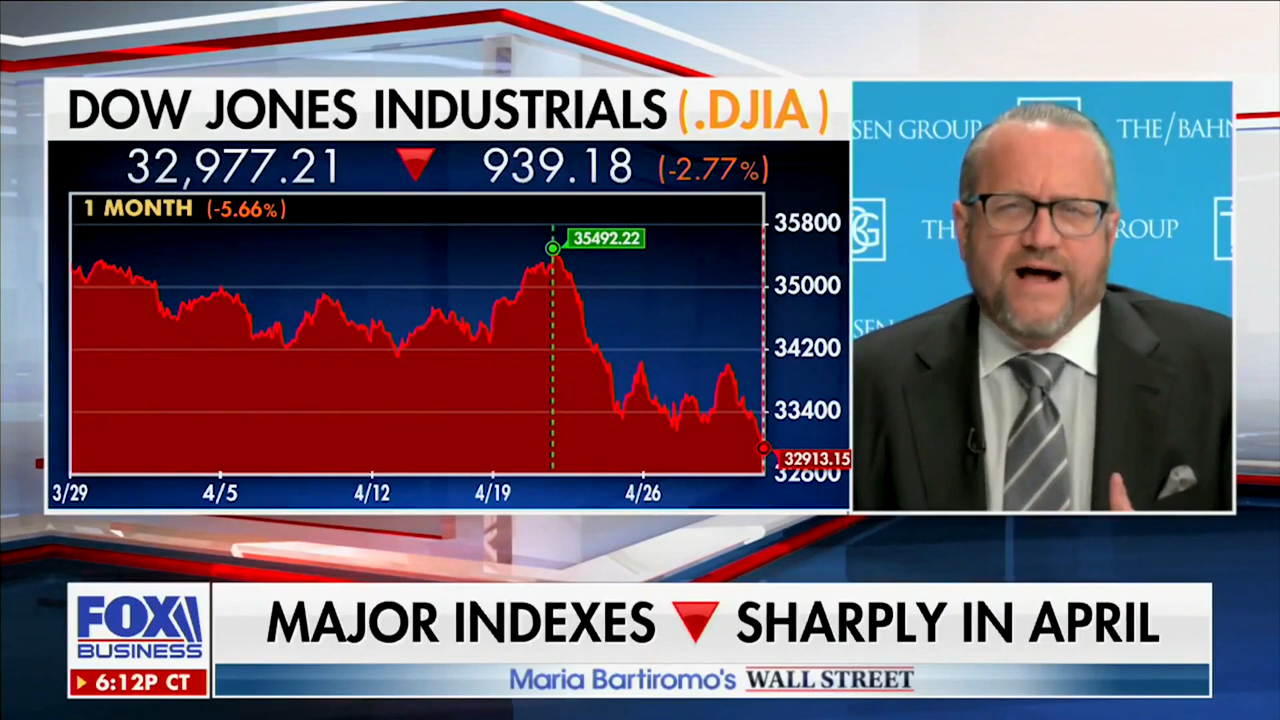 DOW JONES INDUSTRIALS (.DJIA)
32,977.21 ▼ 939.18 (-2.77%)
1 MONTH (-5.66%)
35492.22
35800
35000
34200
33400
32913.15
32600
3/29 4/5 4/12 4/19 4/26
SEN GROUP THE/BAHN
BG TH ROUP
SEN
FOX
BUSINESS
6:12P CT
MAJOR INDEXES ▼ SHARPLY IN APRIL
Maria Bartiromo's WALL STREET